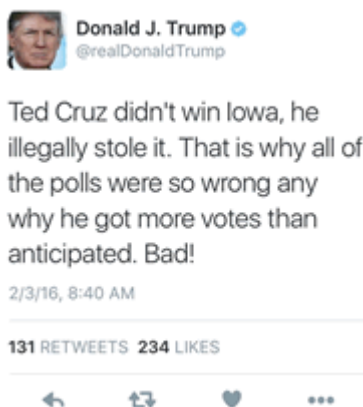 Donald J. Trump
@realDonaldTrump
Ted Cruz didn't win Iowa, he
illegally stole it. That is why all of
the polls were so wrong any
why he got more votes than
anticipated. Bad!
2/3/16, 8:40 AM
131 RETWEETS 234 LIKES